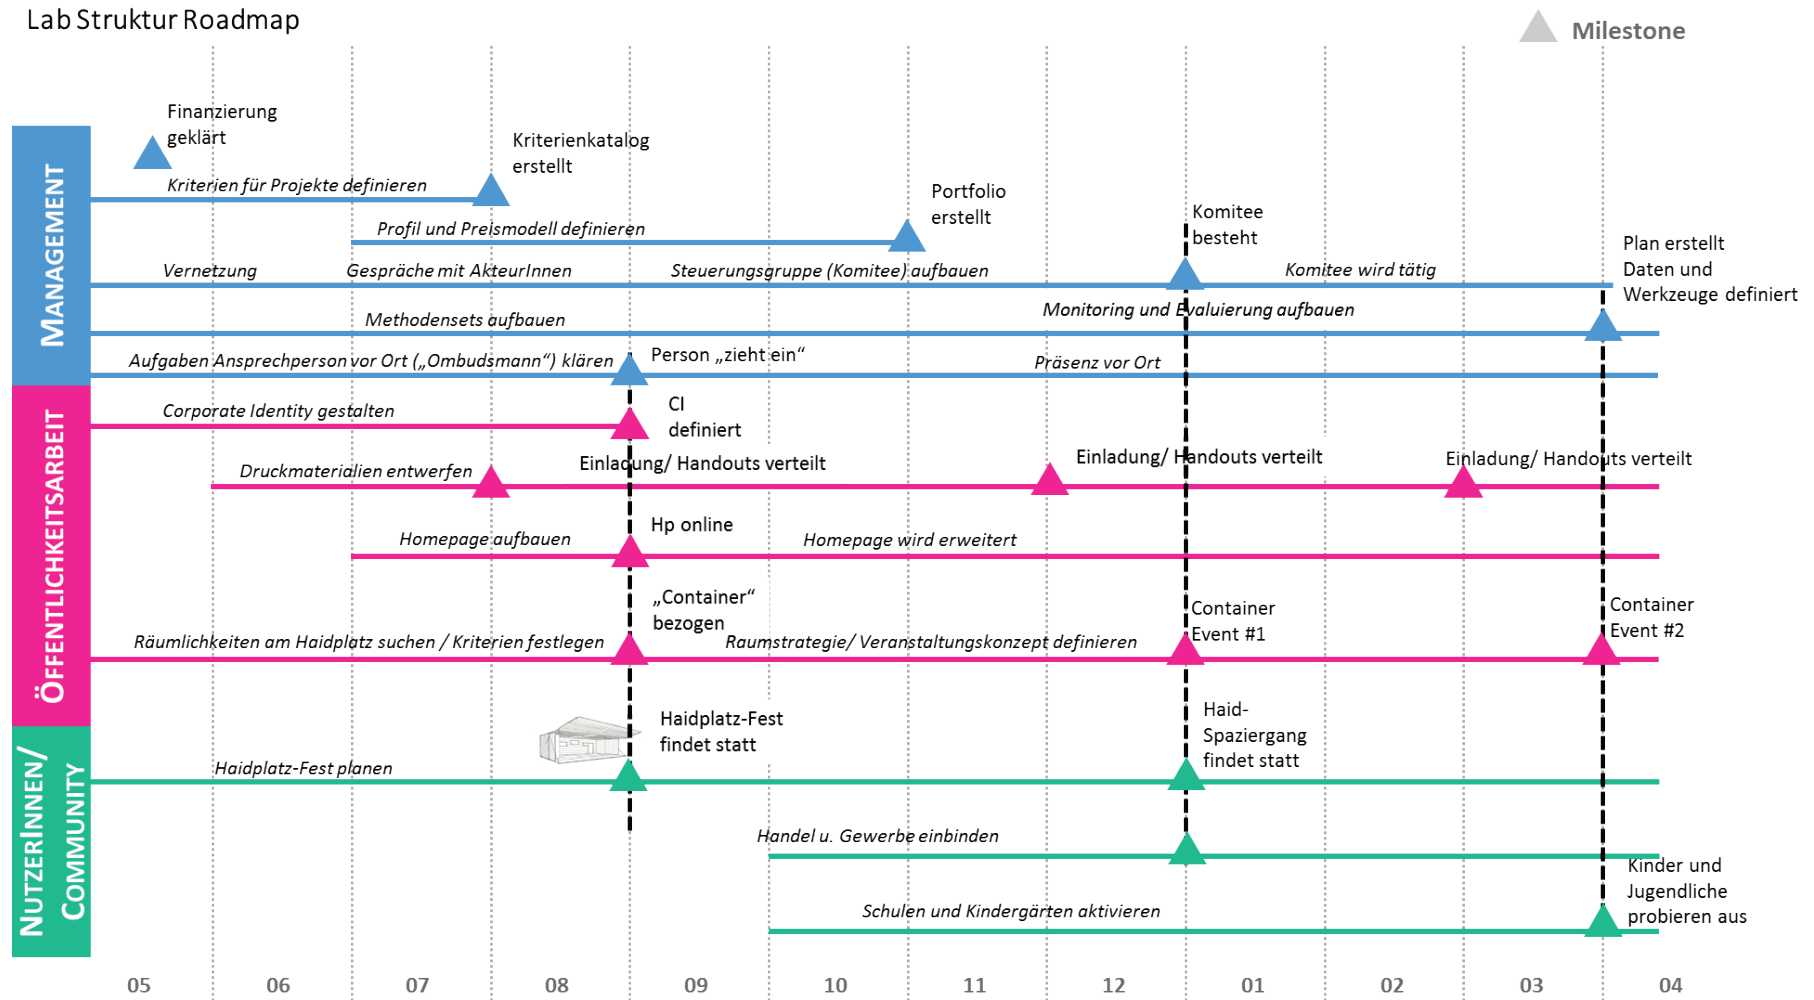 Lab Struktur Roadmap
Milestone
MANAGEMENT
Finanzierung
geklärt
Kriterienkatalog
erstellt
Kriterien für Projekte definieren
Portfolio
erstellt
Profil und Preismodell definieren
Komitee
besteht
Plan erstellt
Daten und
Werkzeuge definiert
Vernetzung
Gespräche mit AkteurInnen
Steuerungsgruppe (Komitee) aufbauen
Komitee wird tätig
Methodensets aufbauen
Monitoring und Evaluierung aufbauen
Aufgaben Ansprechperson vor Ort („Ombudsmann“) klären
Person „zieht ein“
Präsenz vor Ort
ÖFFENTLICHKEITSARBEIT
Corporate Identity gestalten
CI
definiert
Druckmaterialien entwerfen
Einladung/ Handouts verteilt
Einladung/ Handouts verteilt
Einladung/ Handouts verteilt
Homepage aufbauen
Hp online
Homepage wird erweitert
„Container“
bezogen
Container
Event #1
Container
Event #2
Räumlichkeiten am Haidplatz suchen / Kriterien festlegen
Raumstrategie/ Veranstaltungskonzept definieren
NUTZERINNEN/
COMMUNITY
Haidplatz-Fest
findet statt
Haid-
Spaziergang
findet statt
Haidplatz-Fest planen
Handel u. Gewerbe einbinden
Kinder und
Jugendliche
probieren aus
Schulen und Kindergärten aktivieren
05 06 07 08 09 10 11 12 01 02 03 04